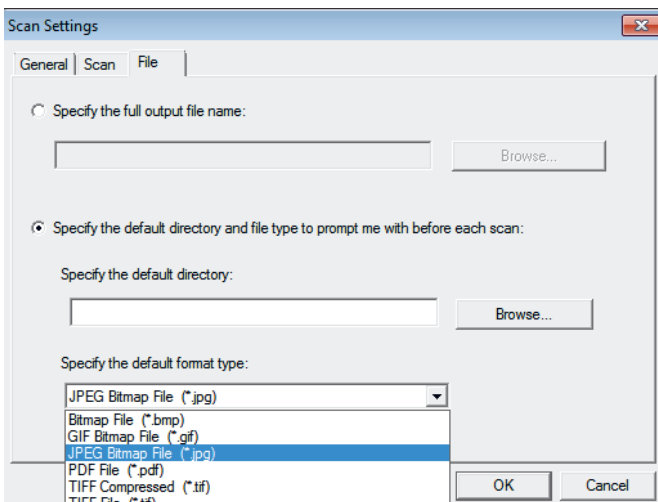 Scan Settings
General Scan File
Specify the full output file name:
Browse...
Specify the default directory and file type to prompt me with before each scan:
Specify the default directory:
Browse...
Specify the default format type:
JPEG Bitmap File (*.jpg)
Bitmap File (*.bmp)
GIF Bitmap File (*.gif)
JPEG Bitmap File (*.jpg)
PDF File (*.pdf)
TIFF Compressed (*.tif)
TIFF File (*.tif)
OK Cancel